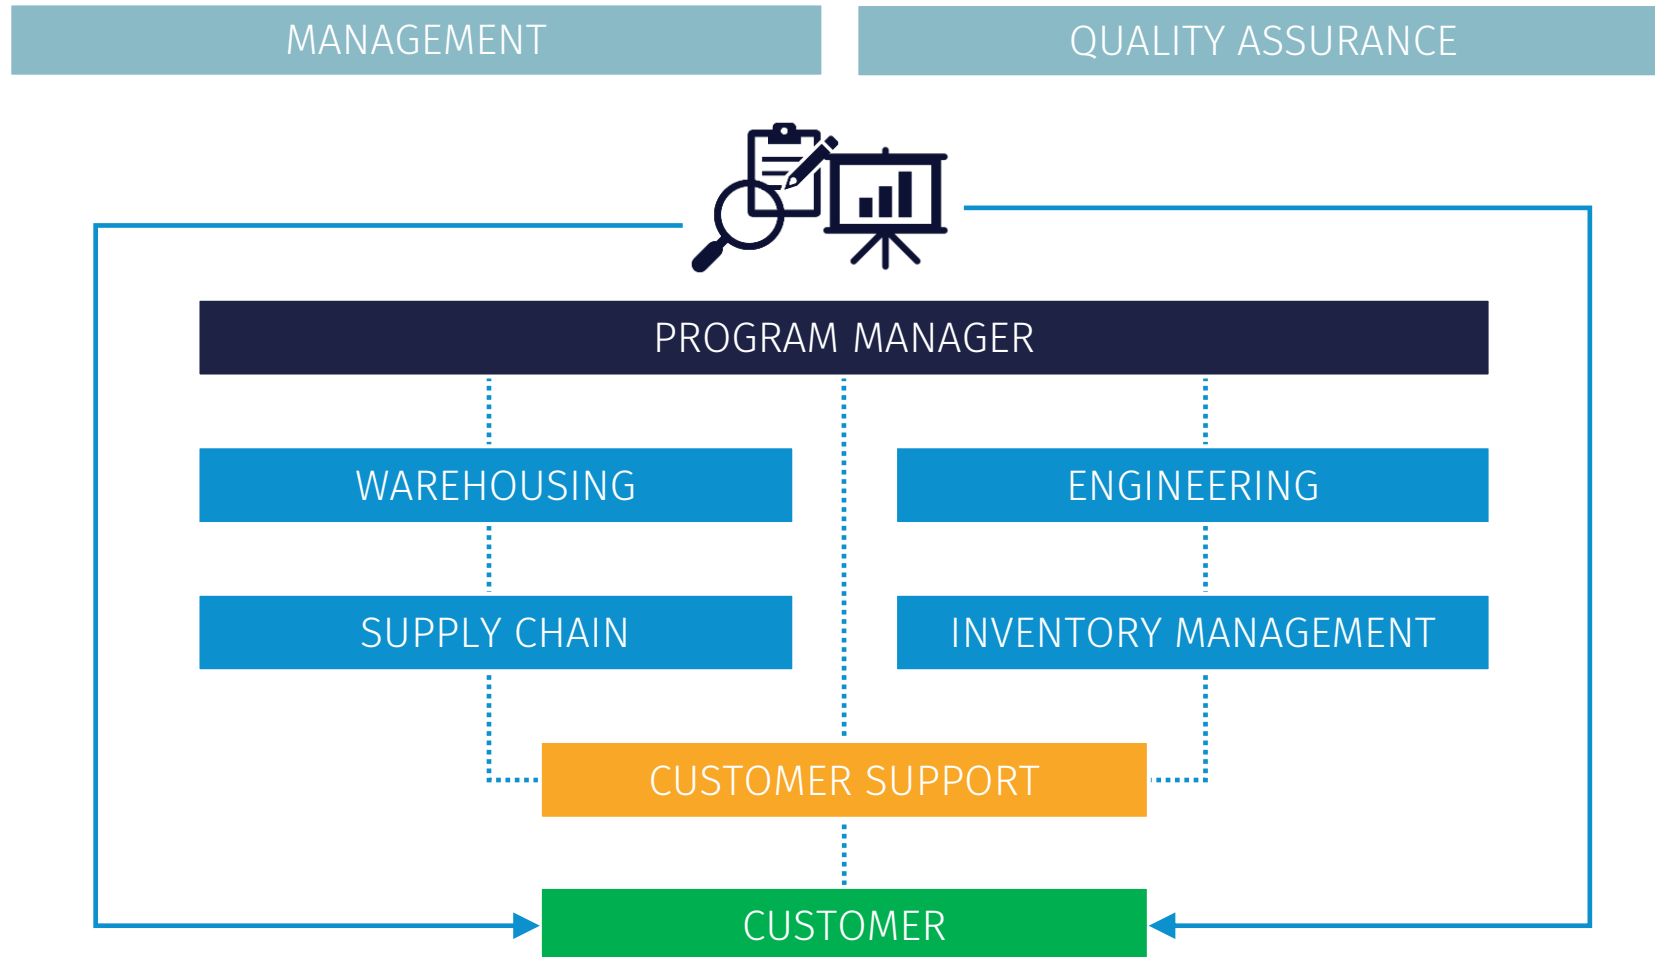 MANAGEMENT
QUALITY ASSURANCE
PROGRAM MANAGER
WAREHOUSING
ENGINEERING
SUPPLY CHAIN
INVENTORY MANAGEMENT
CUSTOMER SUPPORT
CUSTOMER